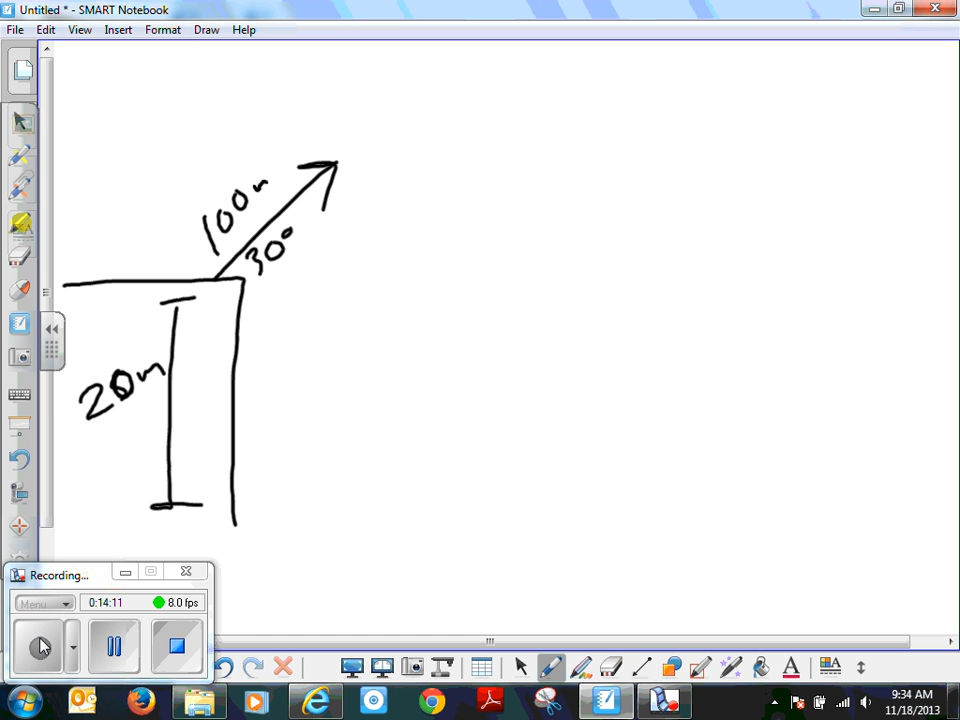 Untitled * - SMART Notebook
File Edit View Insert Format Draw Help
100m
30°
20m
Recording...
Menu 0:14:11 8.0 fps
9:34 AM
11/18/2013